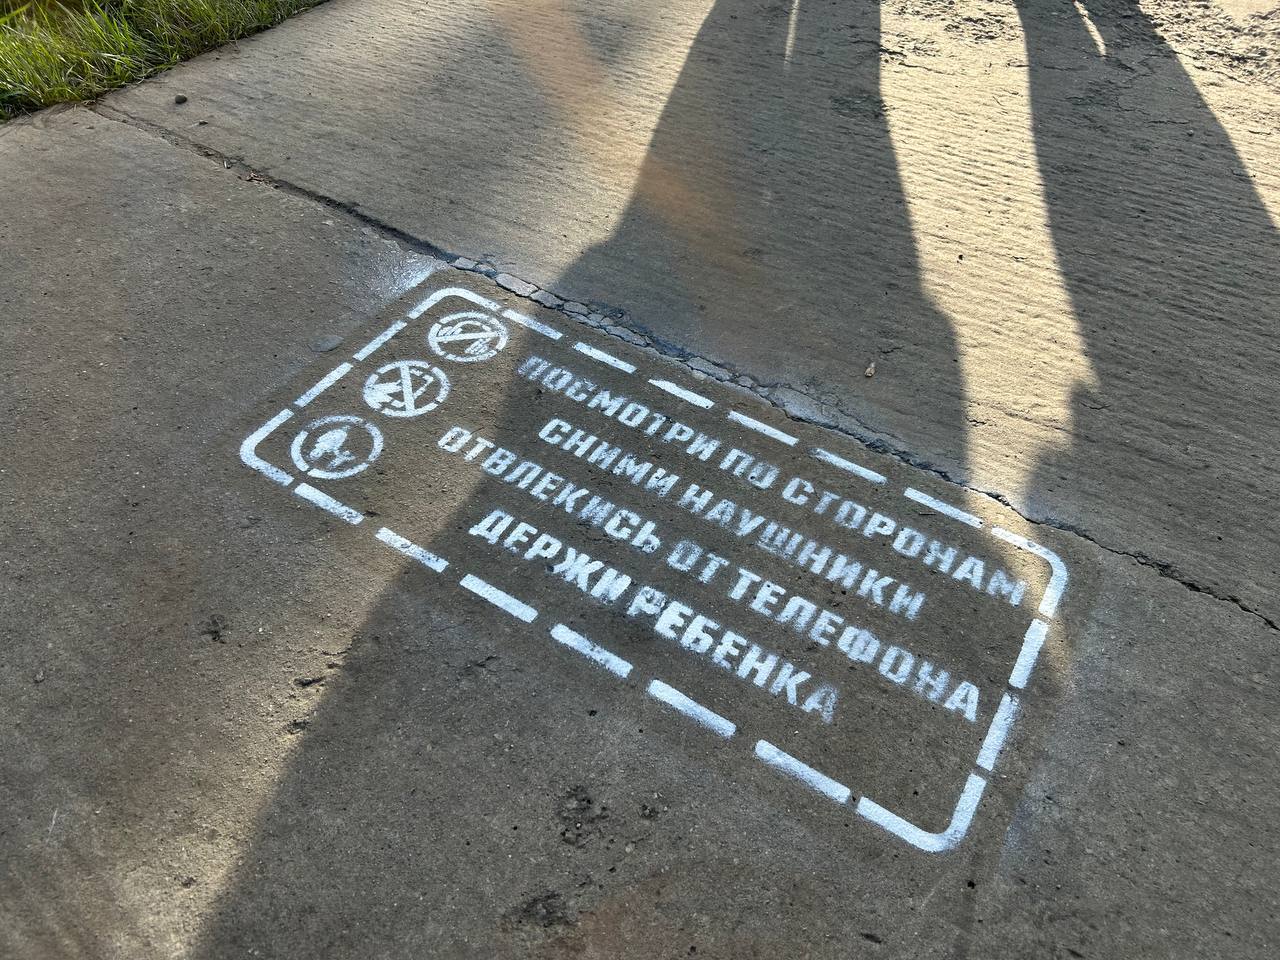 ПОСМОТРИ ПО СТОРОНАМ
СНИМИ НАУШНИКИ
ОТВЛЕКИСЬ ОТ ТЕЛЕФОНА
ДЕРЖИ РЕБЕНКА